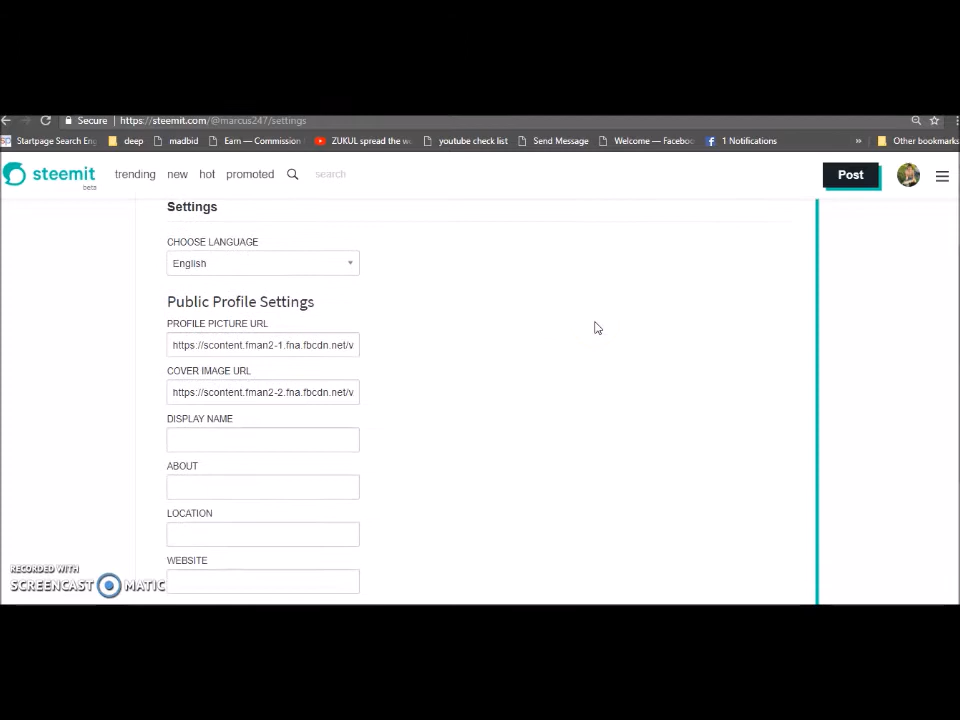 Secure https://steemit.com/@marcus247/settings
Startpage Search Eng deep madbid Earn — Commission ZUKUL spread the wo youtube check list Send Message Welcome — Faceboo 1 Notifications » Other bookmarks
steemit beta trending new hot promoted search Post
Settings
CHOOSE LANGUAGE
English
Public Profile Settings
PROFILE PICTURE URL
https://scontent.fman2-1.fna.fbcdn.net/v
COVER IMAGE URL
https://scontent.fman2-2.fna.fbcdn.net/v
DISPLAY NAME
ABOUT
LOCATION
WEBSITE
RECORDED WITH
SCREENCAST MATIC